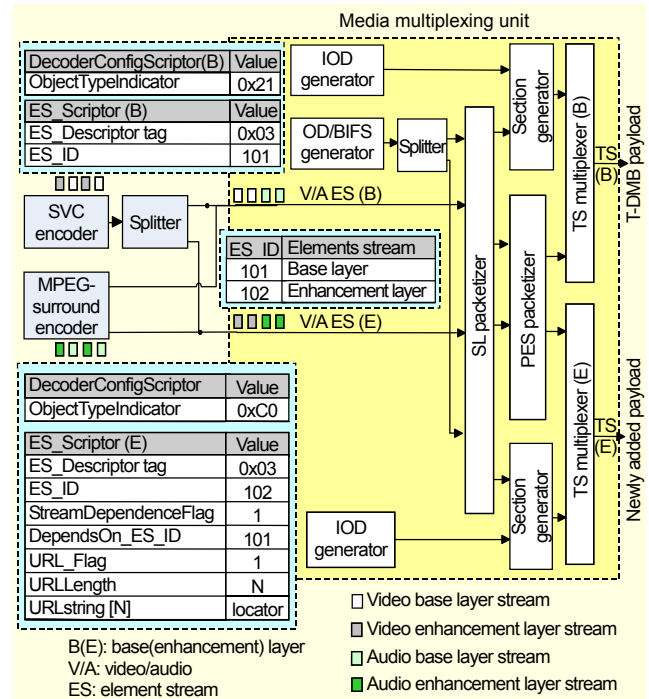 Media multiplexing unit
DecoderConfigScriptor(B) Value
ObjectTypeIndicator 0x21
ES_Scriptor (B) Value
ES_Descriptor tag 0x03
ES_ID 101
IOD
generator
OD/BIFS
generator
Splitter
Section
generator
TS multiplexer (B)
TS
(B)
T-DMB payload
SVC
encoder
Splitter
V/A ES (B)
ES_ID Elements stream
101 Base layer
102 Enhancement layer
MPEG-
surround
encoder
V/A ES (E)
SL packetizer
PES packetizer
TS multiplexer (E)
TS
(E)
Newly added payload
DecoderConfigScriptor Value
ObjectTypeIndicator 0xC0
ES_Scriptor (E) Value
ES_Descriptor tag 0x03
ES_ID 102
StreamDependenceFlag 1
DependsOn_ES_ID 101
URL_Flag 1
URLLength N
URLstring [N] locator
IOD
generator
Section
generator
B(E): base(enhancement) layer
V/A: video/audio
ES: element stream
Video base layer stream
Video enhancement layer stream
Audio base layer stream
Audio enhancement layer stream